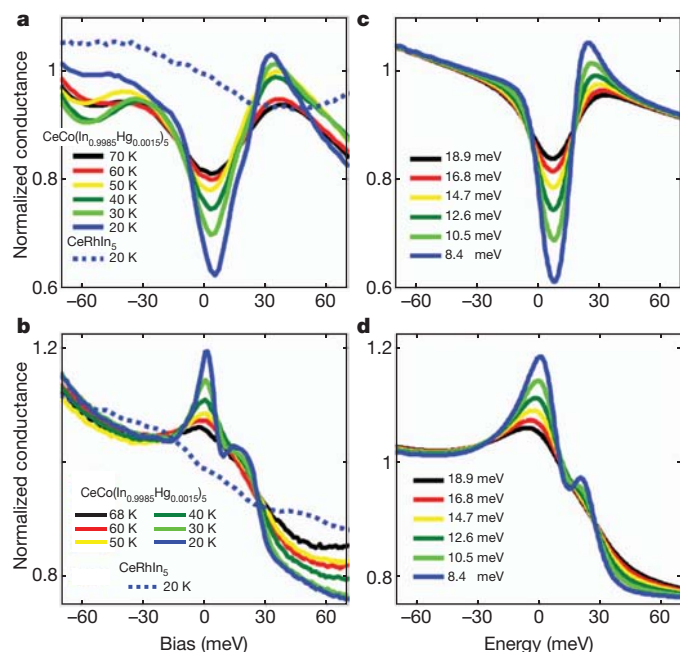 a
Normalized conductance
1
0.8
0.6
CeCo(In0.9985Hg0.0015)5
70 K
60 K
50 K
40 K
30 K
20 K
CeRhIn5
20 K
−60
−30
0
30
60
c
1
0.8
0.6
Normalized conductance
18.9 meV
16.8 meV
14.7 meV
12.6 meV
10.5 meV
8.4 meV
−60
−30
0
30
60
b
Normalized conductance
1.2
1.0
0.8
CeCo(In0.9985Hg0.0015)5
68 K
60 K
50 K
40 K
30 K
20 K
CeRhIn5
20 K
−60
−30
0
30
60
Bias (meV)
d
Normalized conductance
1.2
1
0.8
18.9 meV
16.8 meV
14.7 meV
12.6 meV
10.5 meV
8.4 meV
−60
−30
0
30
60
Energy (meV)